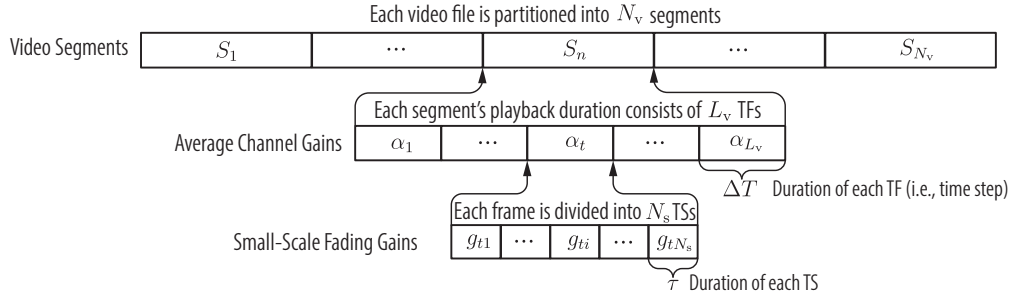 Each video file is partitioned into N_v segments
Video Segments S_1 ... S_n ... S_{N_v}
Each segment's playback duration consists of L_v TFs
Average Channel Gains α_1 ... α_t ... α_{L_v}
ΔT Duration of each TF (i.e., time step)
Each frame is divided into N_s TSs
Small-Scale Fading Gains g_{t1} ... g_{ti} ... g_{tN_s}
τ Duration of each TS